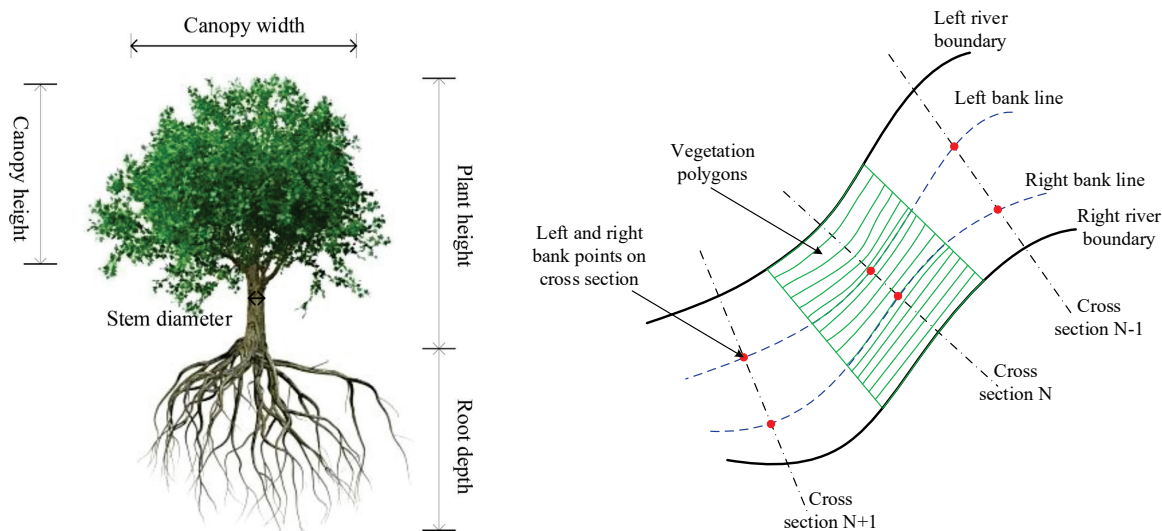 Canopy width
Canopy height
Plant height
Stem diameter
Root depth
Left river
boundary
Left bank line
Vegetation
polygons
Right bank line
Left and right
bank points on
cross section
Right river
boundary
Cross
section N-1
Cross
section N
Cross
section N+1